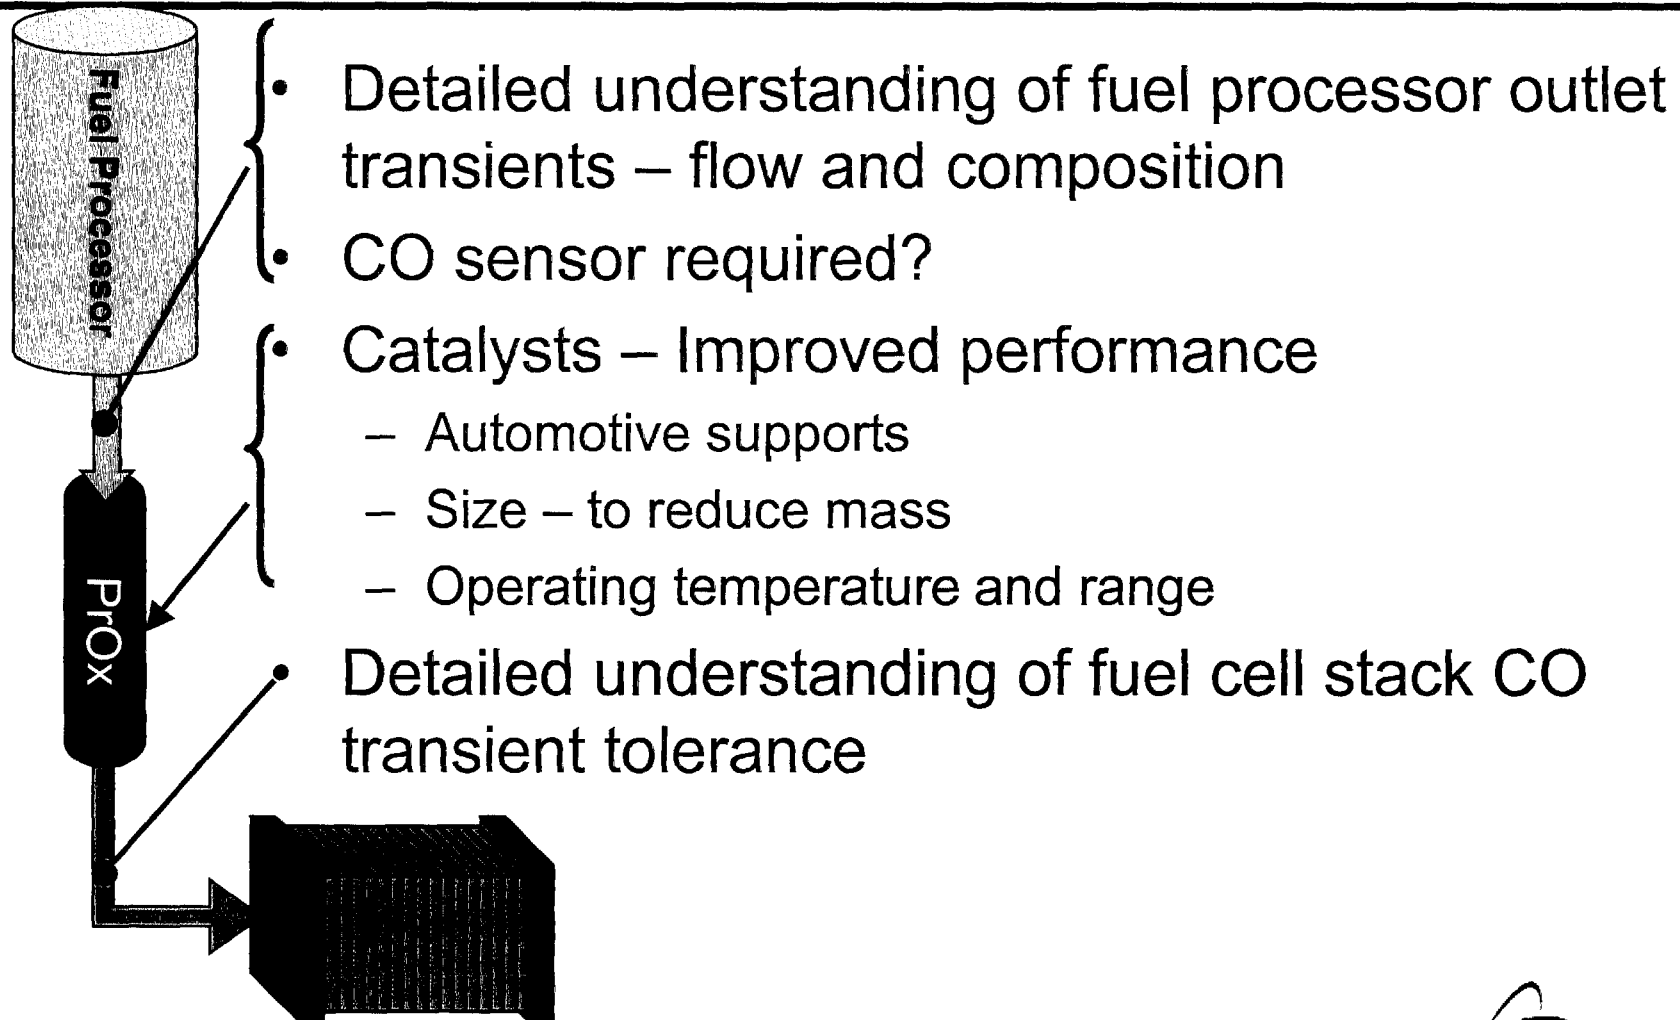 Fuel Processor
• Detailed understanding of fuel processor outlet
transients – flow and composition
• CO sensor required?
• Catalysts – Improved performance
– Automotive supports
– Size – to reduce mass
– Operating temperature and range
PrOx
• Detailed understanding of fuel cell stack CO
transient tolerance